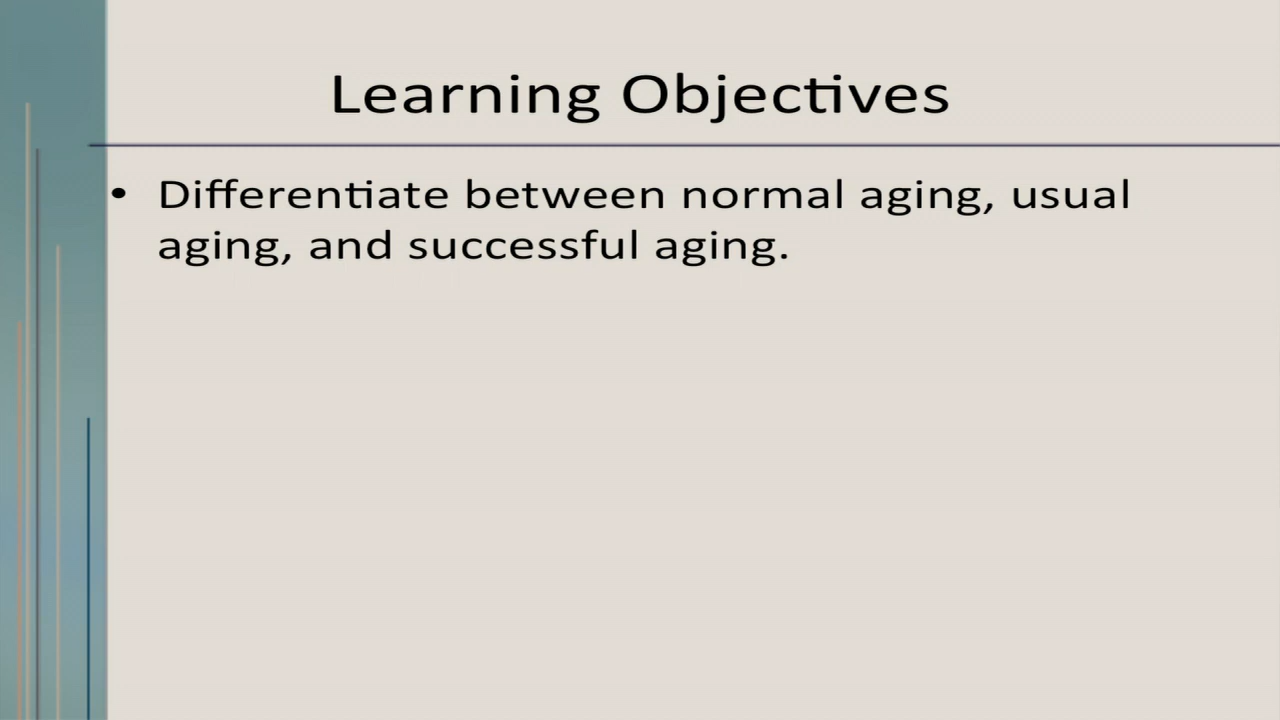 Learning Objectives
• Differentiate between normal aging, usual
aging, and successful aging.